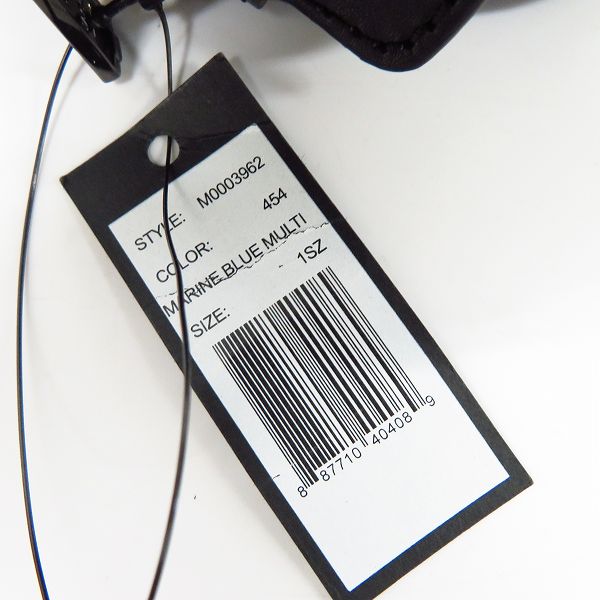 STYLE: M0003962
COLOR: 454
MARINE BLUE MULTI
SIZE: 1SZ
8 87710 40408 9